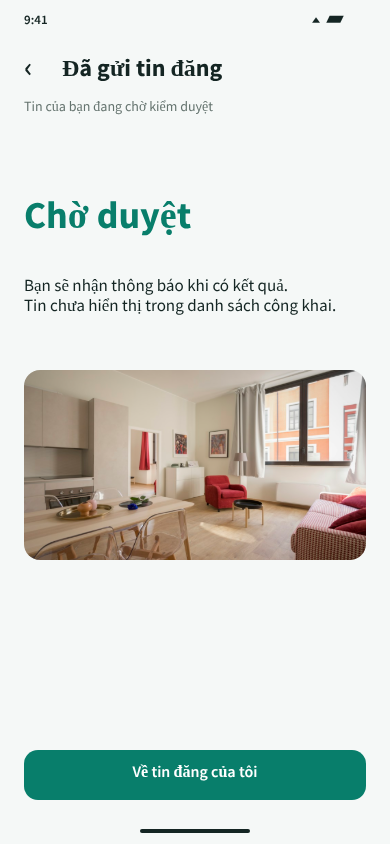 9:41
Đã gửi tin đăng
Tin của bạn đang chờ kiểm duyệt
Chờ duyệt
Bạn sẽ nhận thông báo khi có kết quả.
Tin chưa hiển thị trong danh sách công khai.
Về tin đăng của tôi